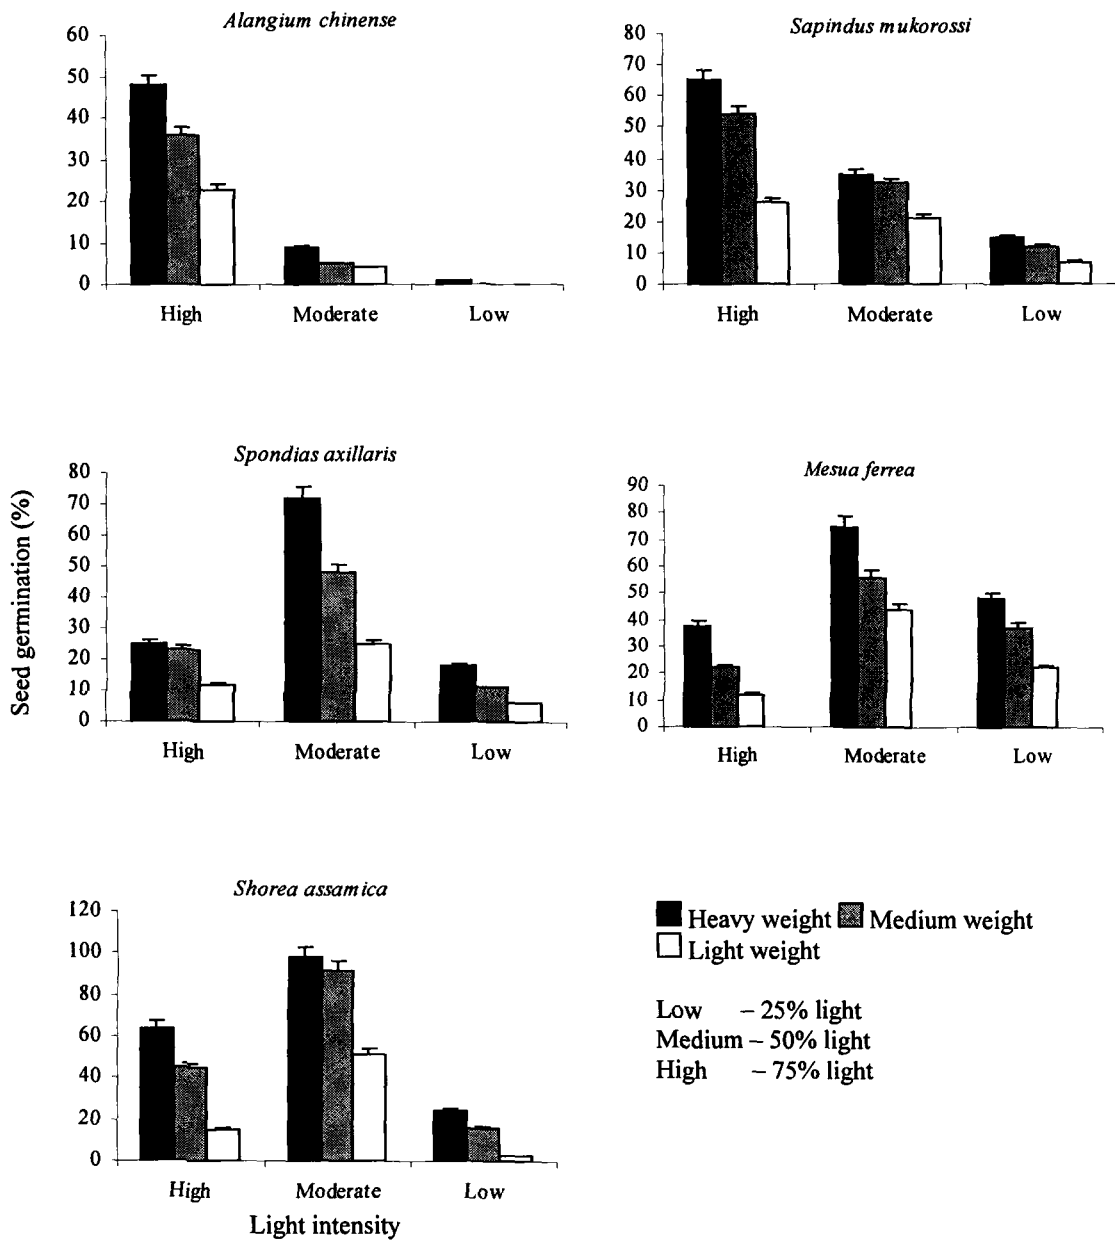 Alangium chinense
60
50
40
30
20
10
0
High Moderate Low
Sapindus mukorossi
80
70
60
50
40
30
20
10
0
High Moderate Low
Seed germination (%)
Spondias axillaris
80
70
60
50
40
30
20
10
0
High Moderate Low
Mesua ferrea
90
80
70
60
50
40
30
20
10
0
High Moderate Low
Shorea assamica
120
100
80
60
40
20
0
High Moderate Low
Light intensity
Heavy weight Medium weight
Light weight
Low – 25% light
Medium – 50% light
High – 75% light